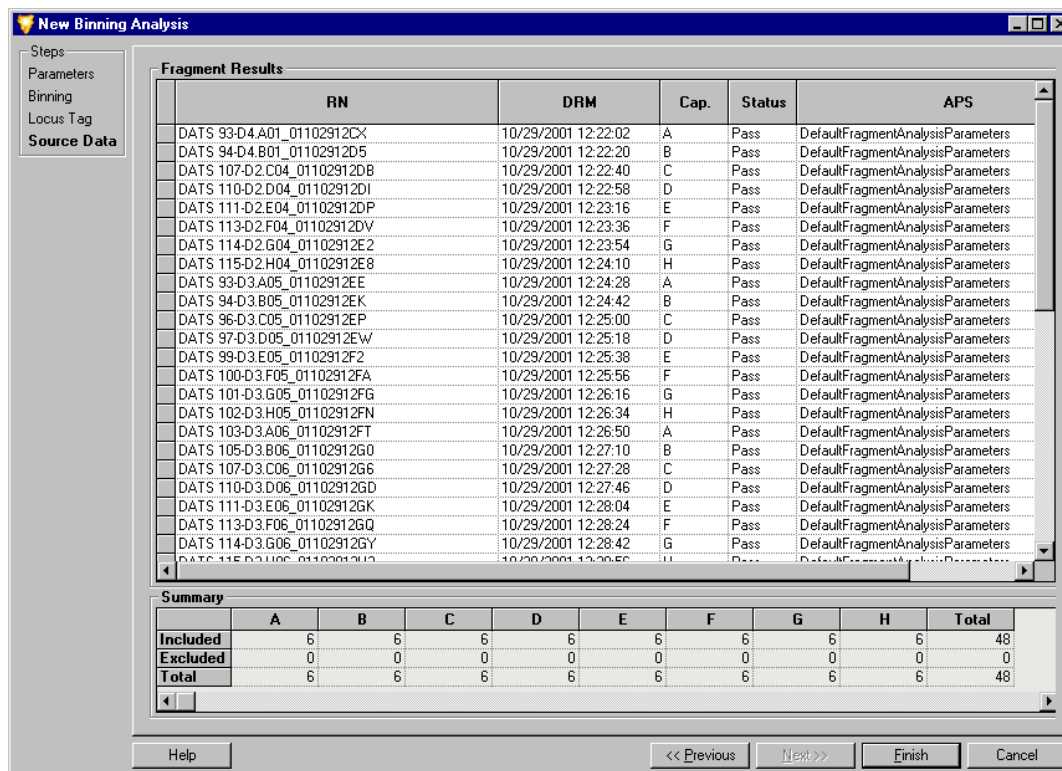 New Binning Analysis
Steps
Parameters
Binning
Locus Tag
Source Data
Fragment Results
RN DRM Cap. Status APS
DATS 93-D4.A01_01102912CX 10/29/2001 12:22:02 A Pass DefaultFragmentAnalysisParameters
DATS 94-D4.B01_01102912D5 10/29/2001 12:22:20 B Pass DefaultFragmentAnalysisParameters
DATS 107-D2.C04_01102912DB 10/29/2001 12:22:40 C Pass DefaultFragmentAnalysisParameters
DATS 110-D2.D04_01102912DI 10/29/2001 12:22:58 D Pass DefaultFragmentAnalysisParameters
DATS 111-D2.E04_01102912DP 10/29/2001 12:23:16 E Pass DefaultFragmentAnalysisParameters
DATS 113-D2.F04_01102912DV 10/29/2001 12:23:36 F Pass DefaultFragmentAnalysisParameters
DATS 114-D2.G04_01102912E2 10/29/2001 12:23:54 G Pass DefaultFragmentAnalysisParameters
DATS 115-D2.H04_01102912E8 10/29/2001 12:24:10 H Pass DefaultFragmentAnalysisParameters
DATS 93-D3.A05_01102912EE 10/29/2001 12:24:28 A Pass DefaultFragmentAnalysisParameters
DATS 94-D3.B05_01102912EK 10/29/2001 12:24:42 B Pass DefaultFragmentAnalysisParameters
DATS 96-D3.C05_01102912EP 10/29/2001 12:25:00 C Pass DefaultFragmentAnalysisParameters
DATS 97-D3.D05_01102912EW 10/29/2001 12:25:18 D Pass DefaultFragmentAnalysisParameters
DATS 99-D3.E05_01102912F2 10/29/2001 12:25:38 E Pass DefaultFragmentAnalysisParameters
DATS 100-D3.F05_01102912FA 10/29/2001 12:25:56 F Pass DefaultFragmentAnalysisParameters
DATS 101-D3.G05_01102912FG 10/29/2001 12:26:16 G Pass DefaultFragmentAnalysisParameters
DATS 102-D3.H05_01102912FN 10/29/2001 12:26:34 H Pass DefaultFragmentAnalysisParameters
DATS 103-D3.A06_01102912FT 10/29/2001 12:26:50 A Pass DefaultFragmentAnalysisParameters
DATS 105-D3.B06_01102912G0 10/29/2001 12:27:10 B Pass DefaultFragmentAnalysisParameters
DATS 107-D3.C06_01102912G6 10/29/2001 12:27:28 C Pass DefaultFragmentAnalysisParameters
DATS 110-D3.D06_01102912GD 10/29/2001 12:27:46 D Pass DefaultFragmentAnalysisParameters
DATS 111-D3.E06_01102912GK 10/29/2001 12:28:04 E Pass DefaultFragmentAnalysisParameters
DATS 113-D3.F06_01102912GQ 10/29/2001 12:28:24 F Pass DefaultFragmentAnalysisParameters
DATS 114-D3.G06_01102912GY 10/29/2001 12:28:42 G Pass DefaultFragmentAnalysisParameters
Summary
A B C D E F G H Total
Included 6 6 6 6 6 6 6 6 48
Excluded 0 0 0 0 0 0 0 0 0
Total 6 6 6 6 6 6 6 6 48
Help << Previous Next >> Finish Cancel